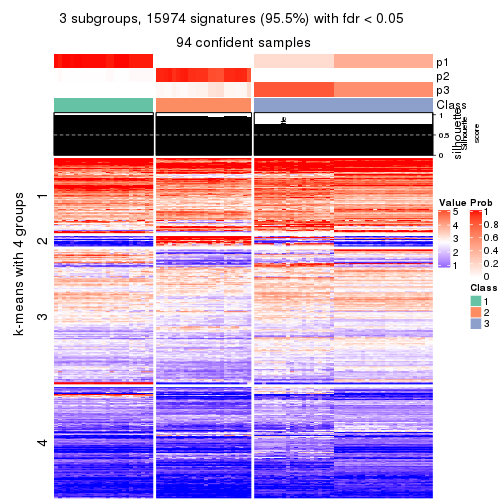 3 subgroups, 15974 signatures (95.5%) with fdr < 0.05
94 confident samples
p1
p2
p3
Class
silhouette
Silhouette
score
1
0.5
0
k-means with 4 groups
1
2
3
4
Value
5
4
3
2
1
Prob
1
0.8
0.6
0.4
0.2
0
Class
1
2
3